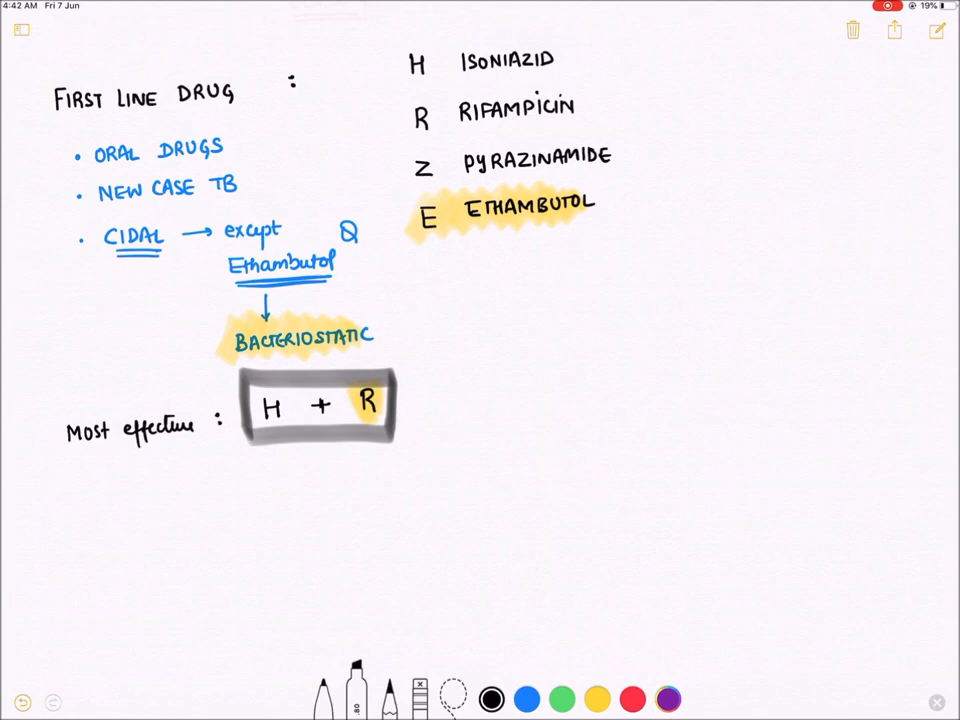 4:42 AM Fri 7 Jun
19%
FIRST LINE DRUG :
• ORAL DRUGS
• NEW CASE TB
• CIDAL → except Q
Ethambutol
↓
BACTERIOSTATIC
Most effective : H + R
H ISONIAZID
R RIFAMPICIN
Z PYRAZINAMIDE
E ETHAMBUTOL
.80